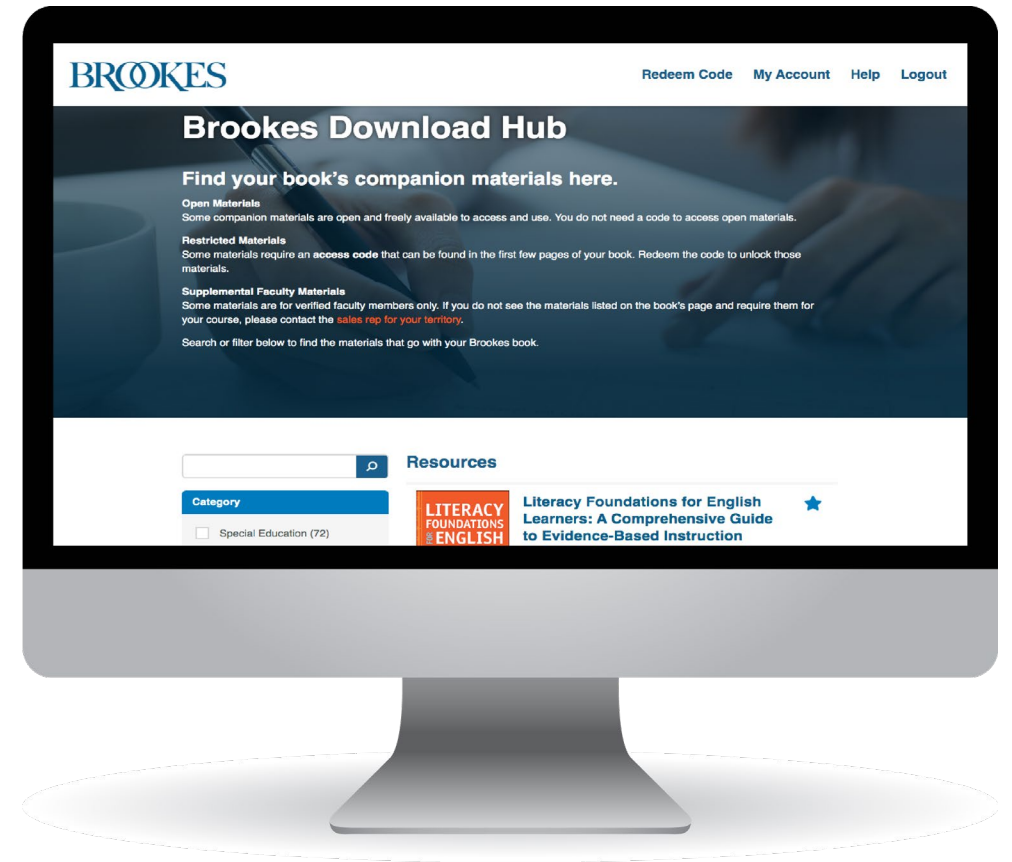 BROOKES
Redeem Code My Account Help Logout
Brookes Download Hub
Find your book's companion materials here.
Open Materials
Some companion materials are open and freely available to access and use. You do not need a code to access open materials.
Restricted Materials
Some materials require an access code that can be found in the first few pages of your book. Redeem the code to unlock those
materials.
Supplemental Faculty Materials
Some materials are for verified faculty members only. If you do not see the materials listed on the book's page and require them for
your course, please contact the sales rep for your territory.
Search or filter below to find the materials that go with your Brookes book.
Resources
Category
Special Education (72)
LITERACY
FOUNDATIONS
FOR ENGLISH
Literacy Foundations for English
Learners: A Comprehensive Guide
to Evidence-Based Instruction